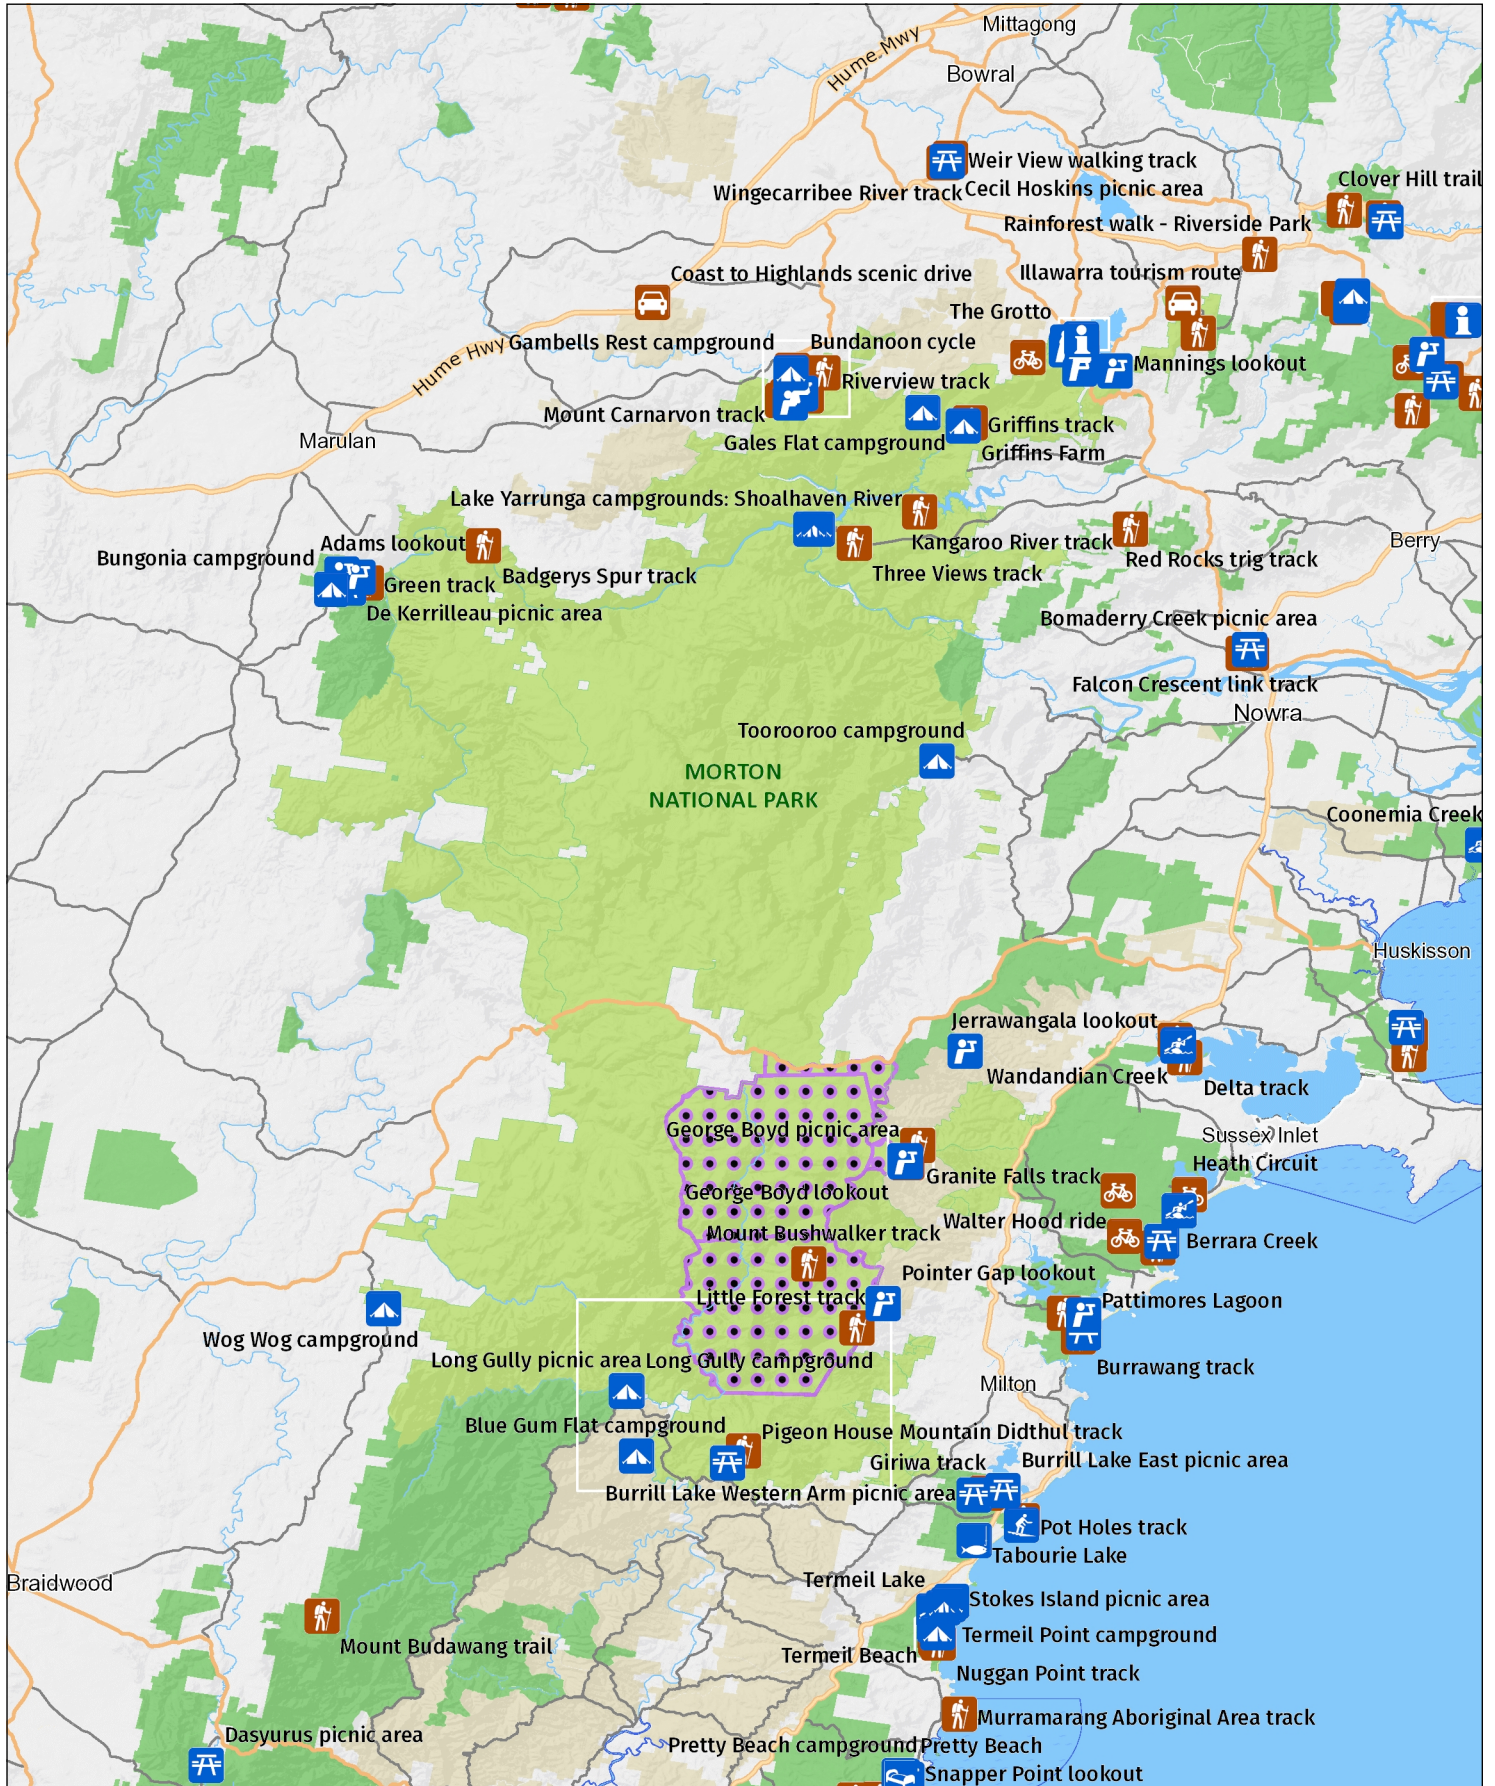 Mittagong
Hume Mwy
Bowral
Weir View walking track
Clover Hill trail
Wingecarribee River track
Cecil Hoskins picnic area
Rainforest walk - Riverside Park
Coast to Highlands scenic drive
Illawarra tourism route
The Grotto
Hume Hwy
Gambells Rest campground
Bundanoon cycle
Mannings lookout
Riverview track
Mount Carnarvon track
Griffins track
Marulan
Gales Flat campground
Griffins Farm
Lake Yarrunga campgrounds: Shoalhaven River
Adams lookout
Kangaroo River track
Berry
Bungonia campground
Red Rocks trig track
Badgerys Spur track
Three Views track
Green track
De Kerrilleau picnic area
Bomaderry Creek picnic area
Falcon Crescent link track
Nowra
Toorooroo campground
MORTON
NATIONAL PARK
Coonemia Creek
Huskisson
Jerrawangala lookout
Wandandian Creek
Delta track
George Boyd picnic area
Sussex Inlet
Heath Circuit
Granite Falls track
George Boyd lookout
Walter Hood ride
Mount Bushwalker track
Berrara Creek
Pointer Gap lookout
Little Forest track
Pattimores Lagoon
Wog Wog campground
Long Gully picnic area
Long Gully campground
Burrawang track
Milton
Blue Gum Flat campground
Pigeon House Mountain Didthul track
Giriwa track
Burrill Lake East picnic area
Burrill Lake Western Arm picnic area
Pot Holes track
Tabourie Lake
Termeil Lake
Braidwood
Stokes Island picnic area
Termeil Point campground
Mount Budawang trail
Termeil Beach
Nuggan Point track
Murramarang Aboriginal Area track
Dasyurus picnic area
Pretty Beach campground
Pretty Beach
Snapper Point lookout